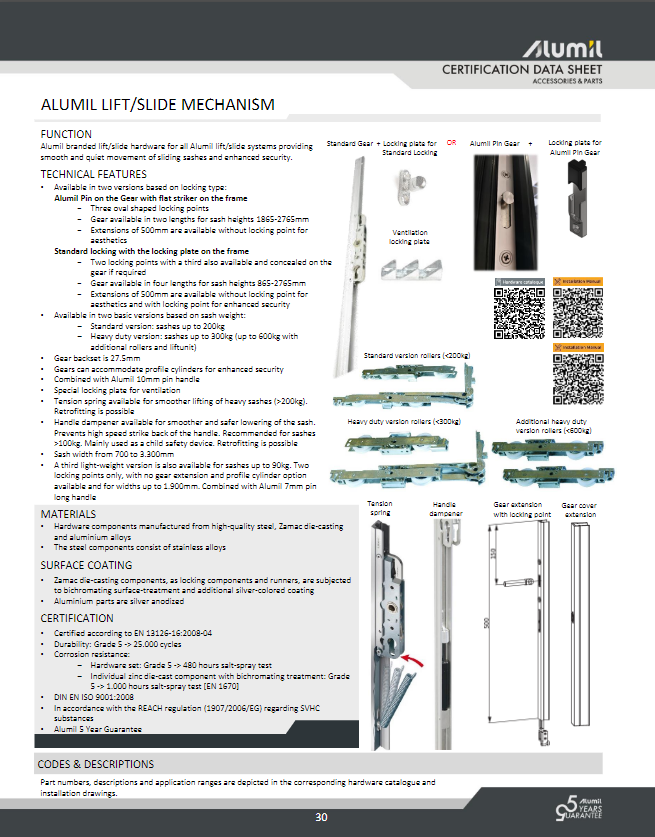 Alumil
CERTIFICATION DATA SHEET
ACCESSORIES & PARTS
ALUMIL LIFT/SLIDE MECHANISM
FUNCTION
Alumil branded lift/slide hardware for all Alumil lift/slide systems providing
smooth and quiet movement of sliding sashes and enhanced security.
TECHNICAL FEATURES
• Available in two versions based on locking type:
Alumil Pin on the Gear with flat striker on the frame
– Three oval shaped locking points
– Gear available in two lengths for sash heights 1865-2765mm
– Extensions of 500mm are available without locking point for
aesthetics
Standard locking with the locking plate on the frame
– Two locking points with a third also available and concealed on the
gear if required
– Gear available in four lengths for sash heights 865-2765mm
– Extensions of 500mm are available without locking point for
aesthetics and with locking point for enhanced security
• Available in two basic versions based on sash weight:
– Standard version: sashes up to 200kg
– Heavy duty version: sashes up to 300kg (up to 600kg with
additional rollers and liftunit)
• Gear backset is 27.5mm
• Gears can accommodate profile cylinders for enhanced security
• Combined with Alumil 10mm pin handle
• Special locking plate for ventilation
• Tension spring available for smoother lifting of heavy sashes (>200kg).
Retrofitting is possible
• Handle dampener available for smoother and safer lowering of the sash.
Prevents high speed strike back of the handle. Recommended for sashes
>100kg. Mainly used as a child safety device. Retrofitting is possible
• Sash width from 700 to 3.300mm
• A third light-weight version is also available for sashes up to 90kg. Two
locking points only, with no gear extension and profile cylinder option
available and for widths up to 1.900mm. Combined with Alumil 7mm pin
long handle
MATERIALS
• Hardware components manufactured from high-quality steel, Zamac die-casting
and aluminium alloys
• The steel components consist of stainless alloys
SURFACE COATING
• Zamac die-casting components, as locking components and runners, are subjected
to bichromating surface-treatment and additional silver-colored coating
• Aluminium parts are silver anodised
CERTIFICATION
• Certified according to EN 13126-16:2008-04
• Durability: Grade 5 -> 25.000 cycles
• Corrosion resistance:
– Hardware set: Grade 5 -> 480 hours salt-spray test
– Individual zinc die-cast component with bichromating treatment: Grade
5 -> 1.000 hours salt-spray test [EN 1670]
• DIN EN ISO 9001:2008
• In accordance with the REACH regulation (1907/2006/EG) regarding SVHC
substances
• Alumil 5 Year Guarantee
Standard Gear + Locking plate for
Standard Locking
OR
Alumil Pin Gear +
Locking plate for
Alumil Pin Gear
Ventilation
locking plate
Hardware catalogue
Installation Manual
Installation Manual
Standard version rollers (<200kg)
Heavy duty version rollers (<300kg)
Additional heavy duty
version rollers (<600kg)
Tension
spring
Handle
dampener
Gear extension
with locking point
Gear cover
extension
500
CODES & DESCRIPTIONS
Part numbers, descriptions and application ranges are depicted in the corresponding hardware catalogue and
installation drawings.
30
5 Alumil
YEARS
GUARANTEE